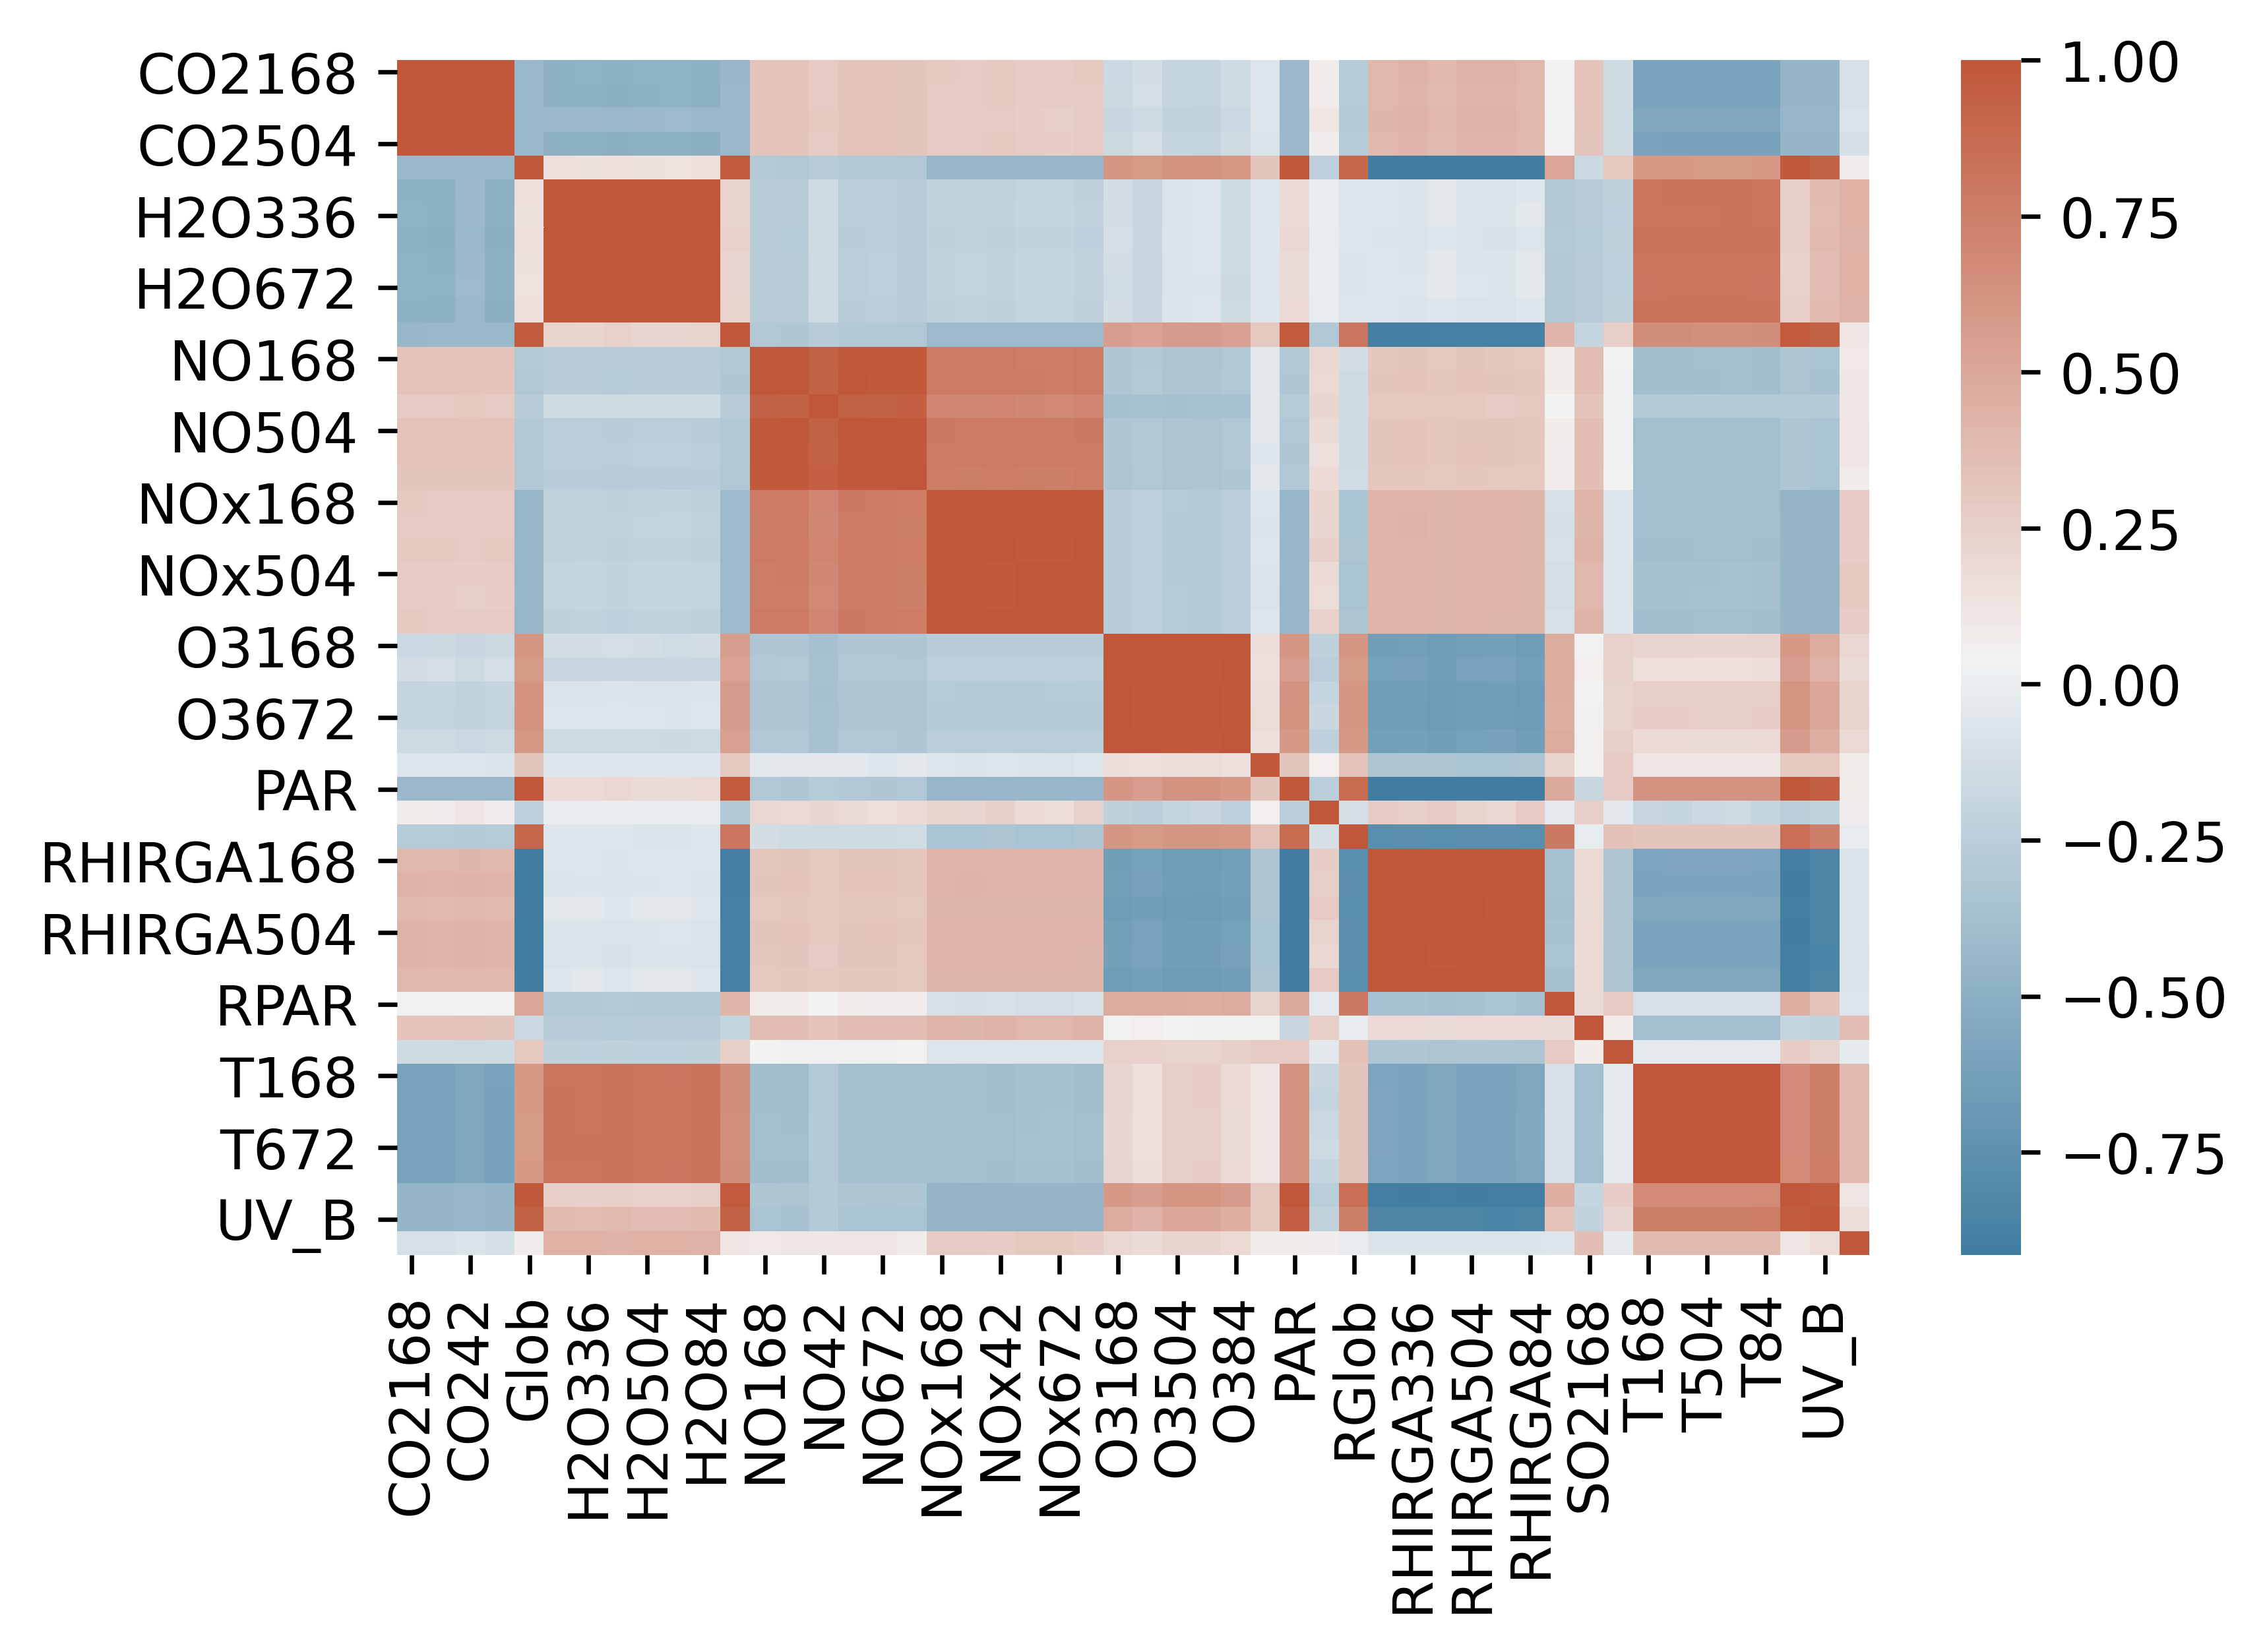 CO2168
CO2504
H2O336
H2O672
NO168
NO504
NOx168
NOx504
O3168
O3672
PAR
RHIRGA168
RHIRGA504
RPAR
T168
T672
UV_B
CO2168
CO242
Glob
H2O336
H2O504
H2O84
NO168
NO42
NO672
NOx168
NOx42
NOx672
O3168
O3504
O384
PAR
RGlob
RHIRGA336
RHIRGA504
RHIRGA84
SO2168
T168
T504
T84
UV_B
1.00
0.75
0.50
0.25
0.00
−0.25
−0.50
−0.75